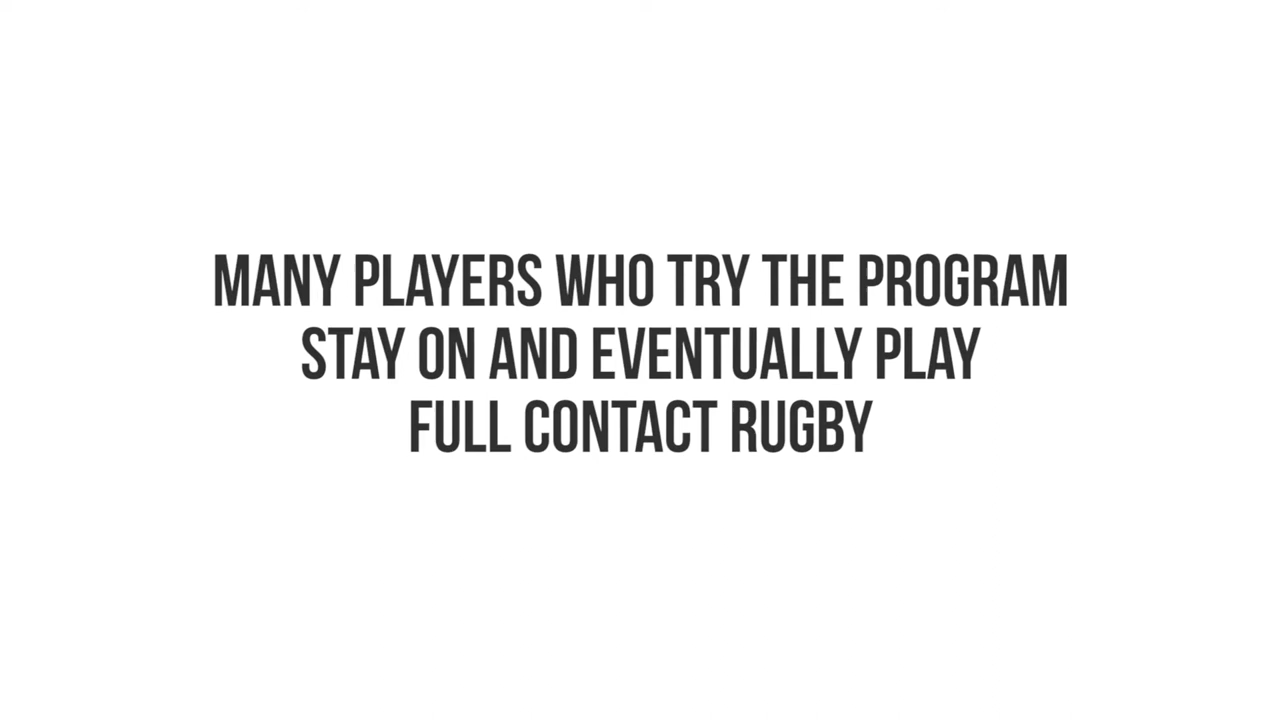 MANY PLAYERS WHO TRY THE PROGRAM
STAY ON AND EVENTUALLY PLAY
FULL CONTACT RUGBY